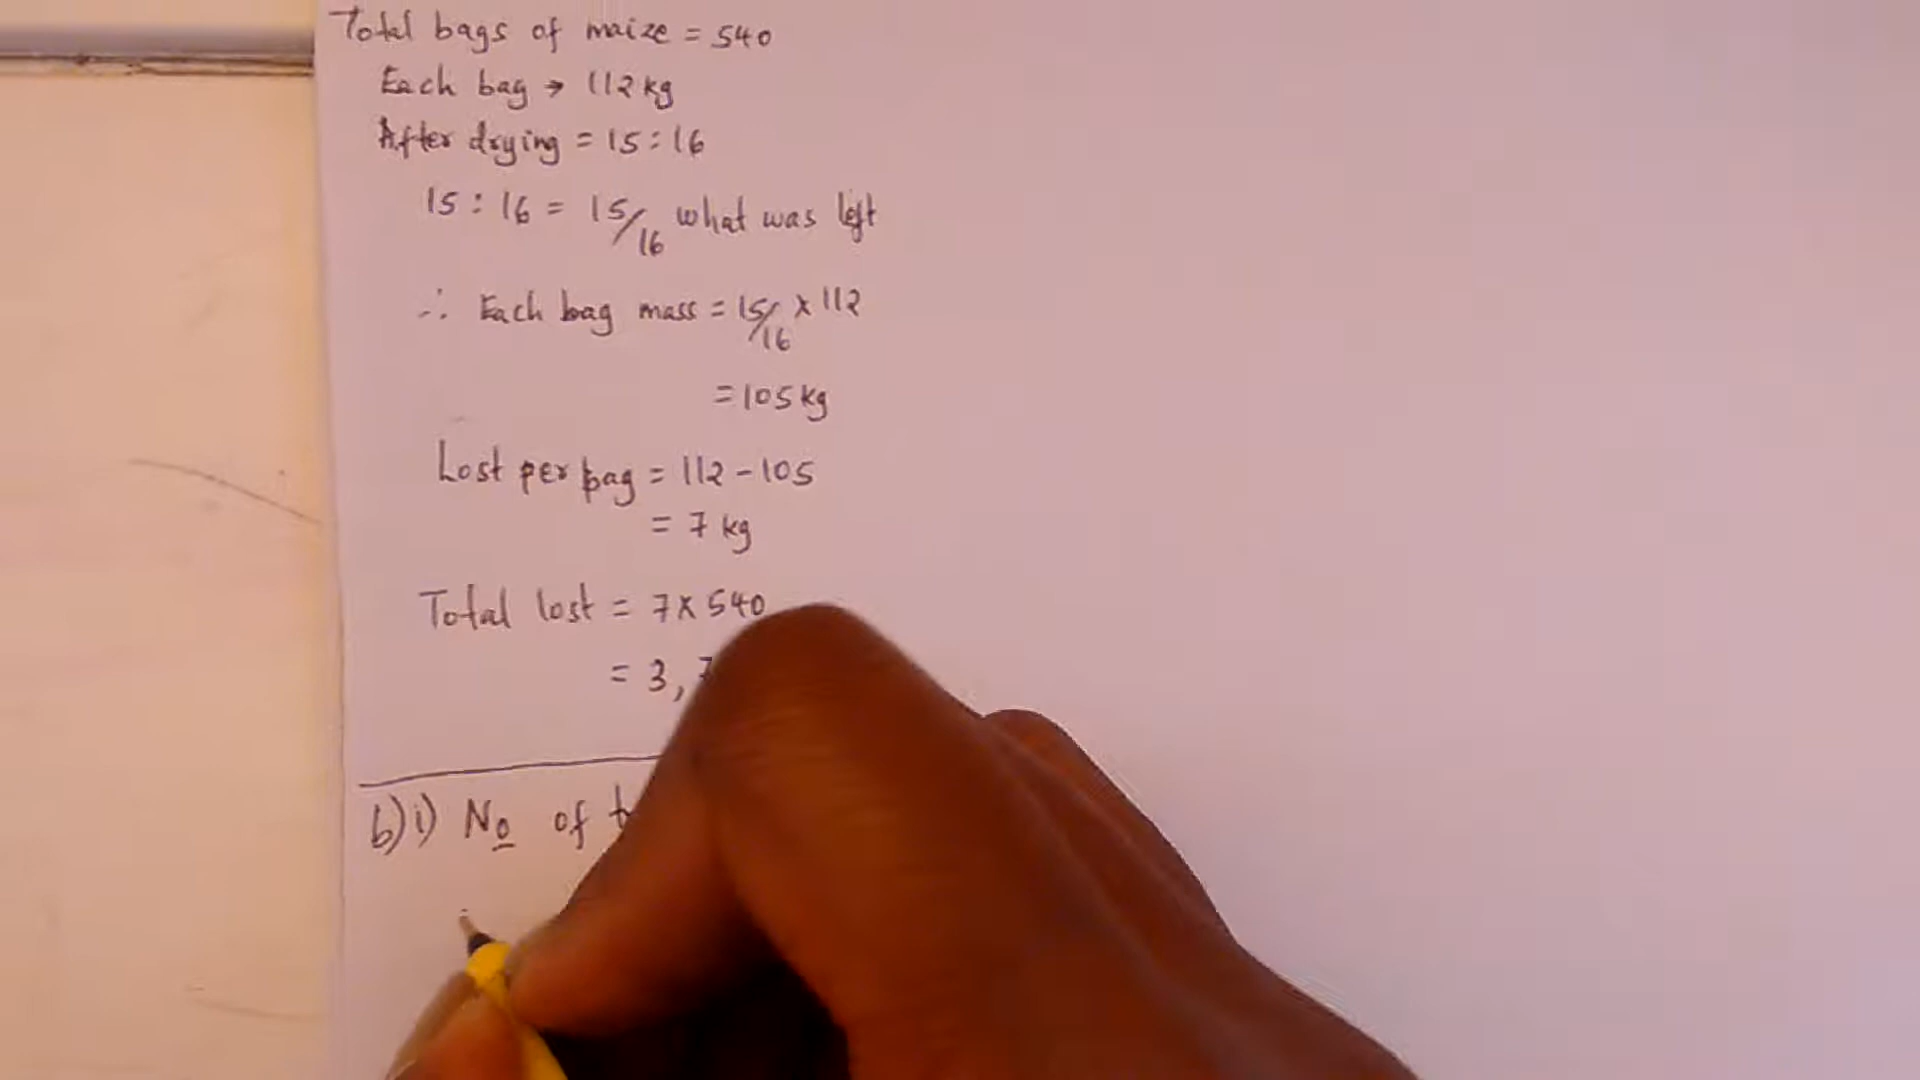 Total bags of maize = 540
Each bag → 112 kg
After drying = 15 : 16
15 : 16 = 15/16 what was left
∴ Each bag mass = 15/16 x 112
= 105 kg
Lost per bag = 112 - 105
= 7 kg
Total lost = 7 x 540
= 3, 7
b) i) No of